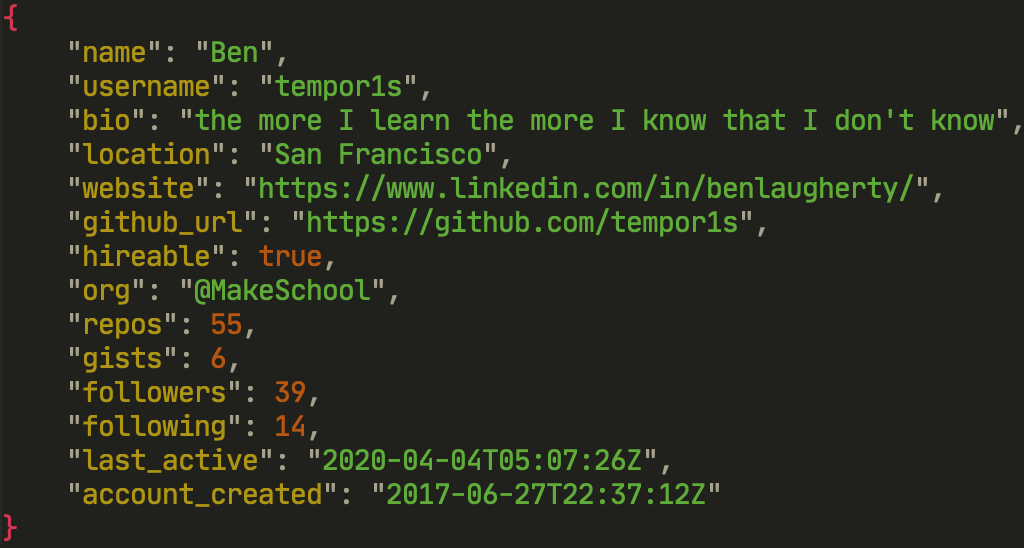 {
    "name": "Ben",
    "username": "tempor1s",
    "bio": "the more I learn the more I know that I don't know",
    "location": "San Francisco",
    "website": "https://www.linkedin.com/in/benlaugherty/",
    "github_url": "https://github.com/tempor1s",
    "hireable": true,
    "org": "@MakeSchool",
    "repos": 55,
    "gists": 6,
    "followers": 39,
    "following": 14,
    "last_active": "2020-04-04T05:07:26Z",
    "account_created": "2017-06-27T22:37:12Z"
}